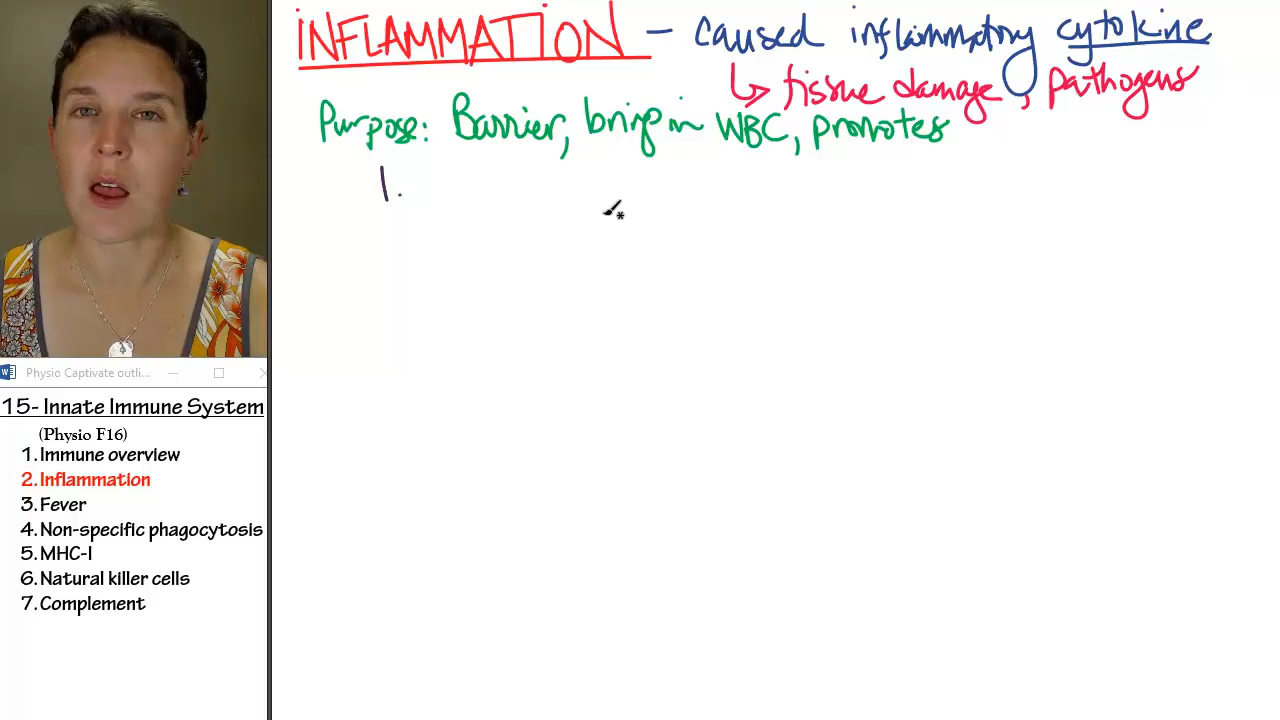 INFLAMMATION – caused inflammatory cytokine
↳ tissue damage, pathogens
Purpose: Barrier, bring in WBC, promotes
1.
Physio Captivate outli...
15- Innate Immune System
(Physio F16)
1. Immune overview
2. Inflammation
3. Fever
4. Non-specific phagocytosis
5. MHC-I
6. Natural killer cells
7. Complement